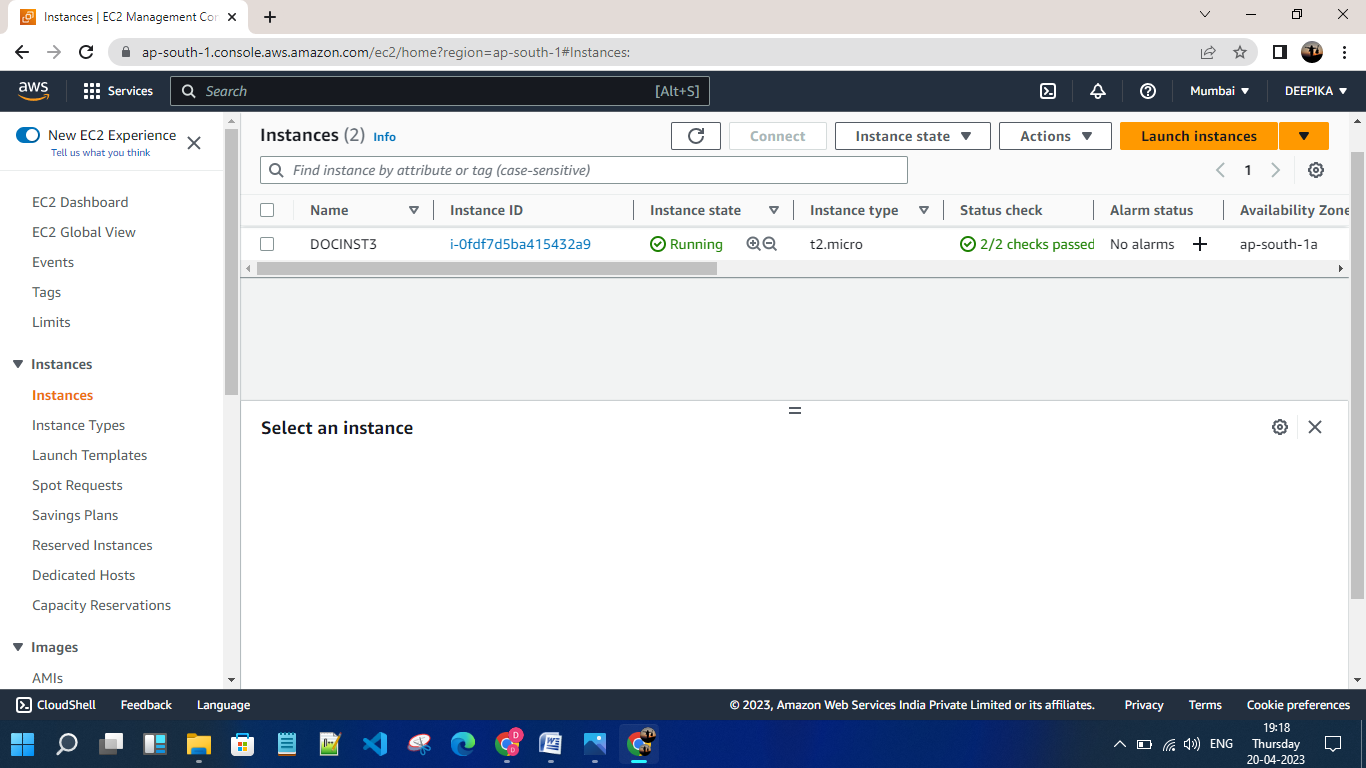 Instances | EC2 Management Con
ap-south-1.console.aws.amazon.com/ec2/home?region=ap-south-1#Instances:
aws Services Search [Alt+S] Mumbai DEEPIKA
New EC2 Experience
Tell us what you think
EC2 Dashboard
EC2 Global View
Events
Tags
Limits
Instances
Instances
Instance Types
Launch Templates
Spot Requests
Savings Plans
Reserved Instances
Dedicated Hosts
Capacity Reservations
Images
AMIs
Instances (2) Info Connect Instance state Actions Launch instances
Find instance by attribute or tag (case-sensitive) 1
Name Instance ID Instance state Instance type Status check Alarm status Availability Zone
DOCINST3 i-0fdf7d5ba415432a9 Running t2.micro 2/2 checks passed No alarms ap-south-1a
Select an instance
CloudShell Feedback Language © 2023, Amazon Web Services India Private Limited or its affiliates. Privacy Terms Cookie preferences
D
D
ENG
19:18
Thursday
20-04-2023